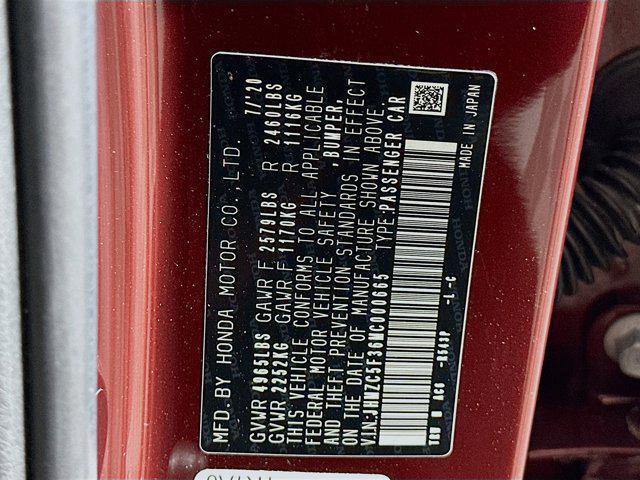 MFD. BY HONDA MOTOR CO., LTD. 7/'20
GVWR 4965LBS GAWR F 2579LBS R 2460LBS
GVWR 2252KG GAWR F 1170KG R 1116KG
THIS VEHICLE CONFORMS TO ALL APPLICABLE
FEDERAL MOTOR VEHICLE SAFETY , BUMPER,
AND THEFT PREVENTION STANDARDS IN EFFECT
ON THE DATE OF MANUFACTURE SHOWN ABOVE.
V.I.N.:JHMZC5F36MC000665 TYPE:PASSENGER CAR
-R543P -L -C
MADE IN JAPAN